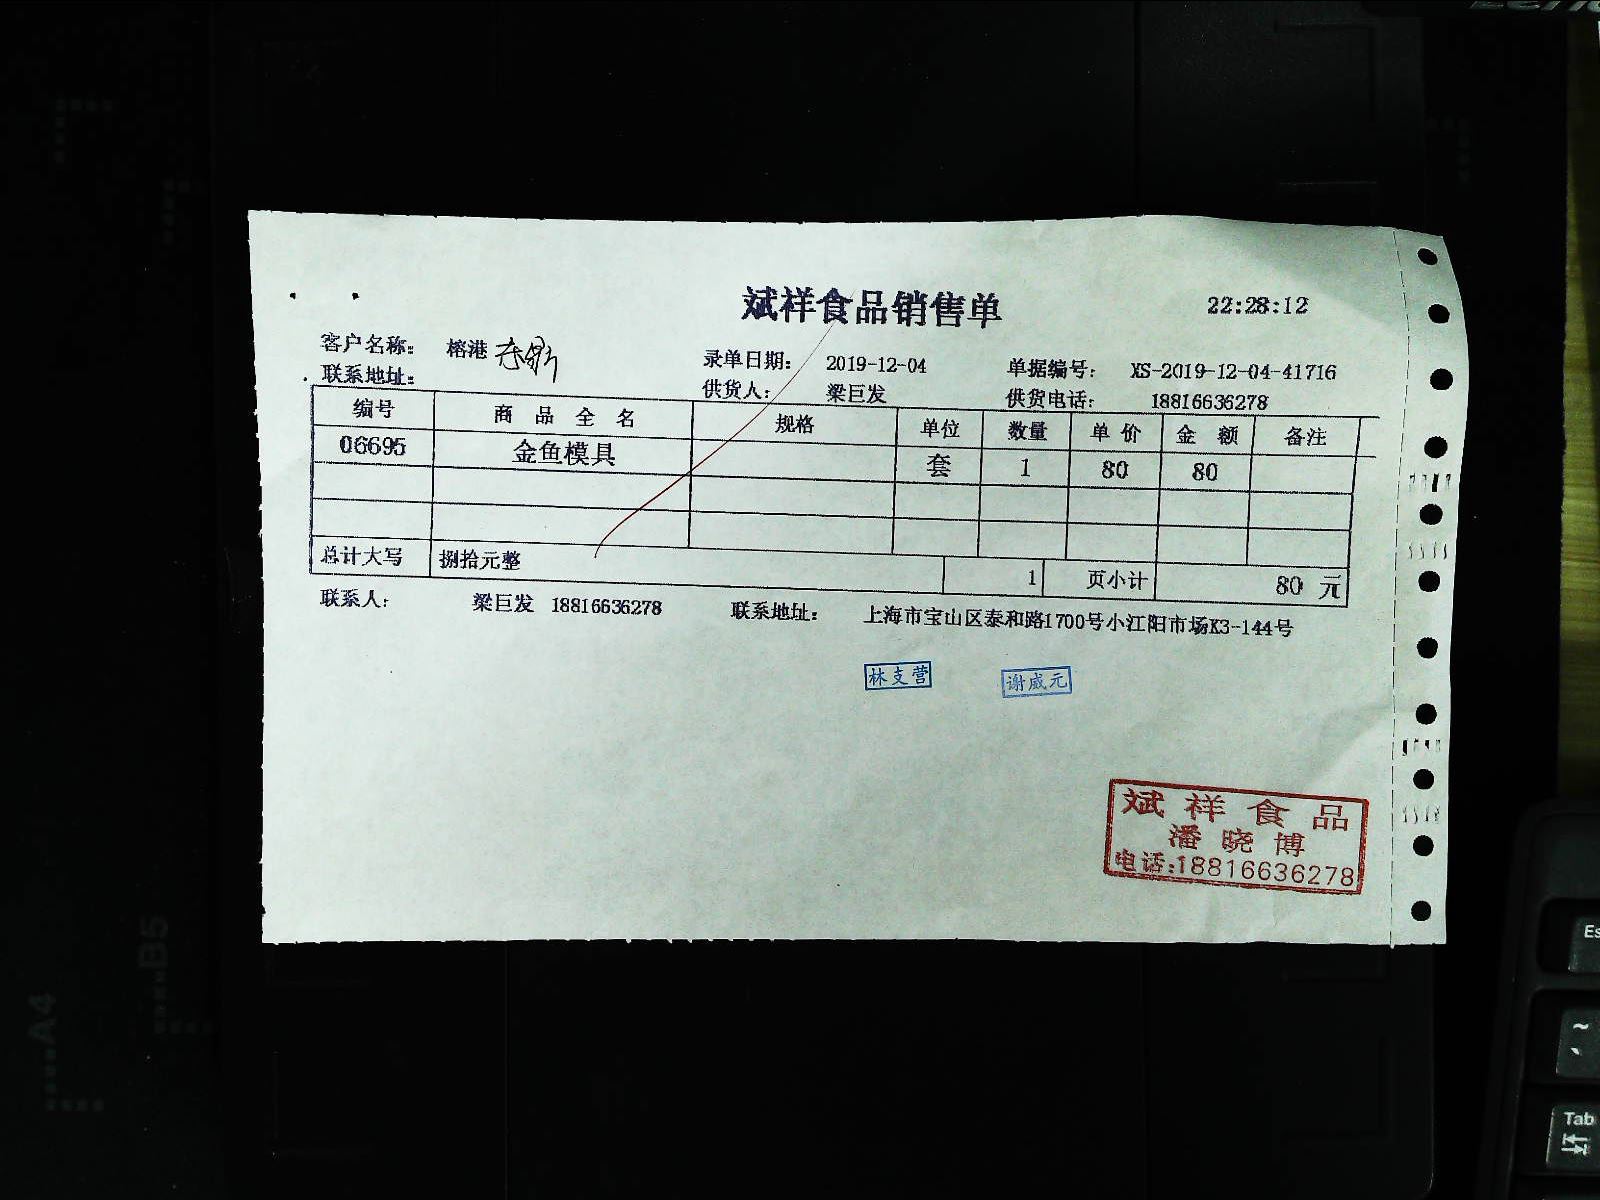 斌祥食品销售单 22:28:12
客户名称: 榕港 录单日期: 2019-12-04 单据编号: XS-2019-12-04-41716
联系地址: 供货人: 梁巨发 供货电话: 18816636278
编号 商 品 全 名 规格 单位 数量 单 价 金 额 备注
06695 金鱼模具 套 1 80 80
总计大写 捌拾元整 1 页小计 80 元
联系人: 梁巨发 18816636278 联系地址: 上海市宝山区泰和路1700号小江阳市场K3-144号
林支营 谢威元
斌祥食品
潘晓博
电话:18816636278
A4
B5
Es
~
Tab